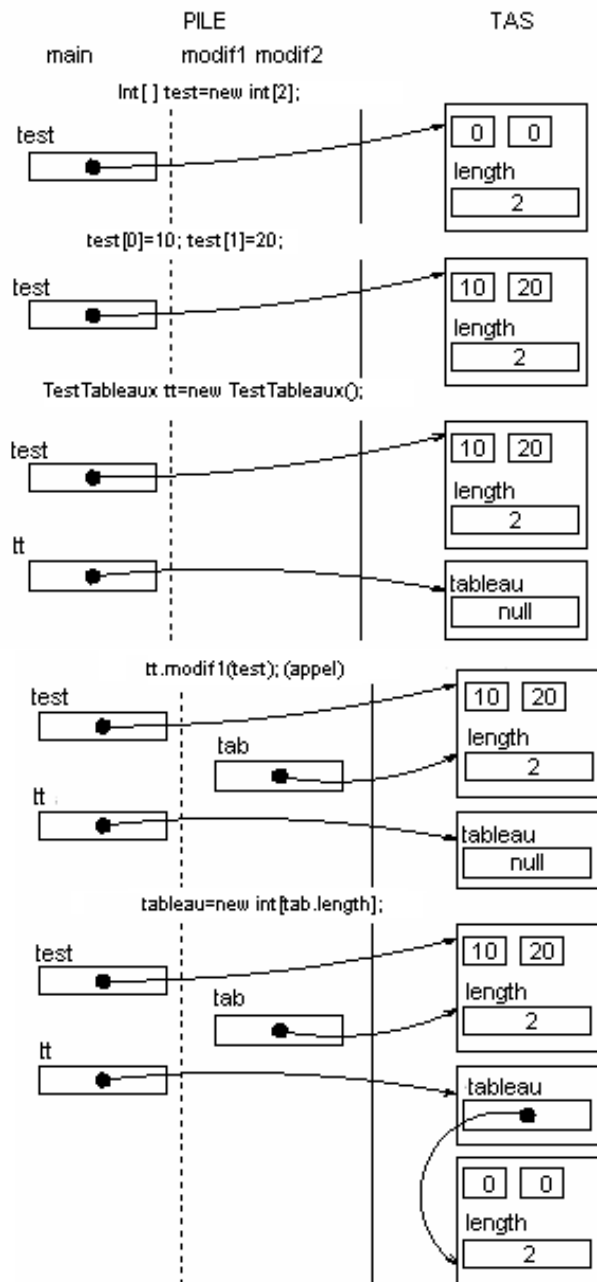 PILE TAS
main modif1 modif2
Int[ ] test=new int[2];
test
0 0
length
2
test[0]=10; test[1]=20;
test
10 20
length
2
TestTableaux tt=new TestTableaux();
test
10 20
length
2
tt
tableau
null
tt.modif1(test); (appel)
test
10 20
tab
length
2
tt
tableau
null
tableau=new int[tab.length];
test
10 20
tab
length
2
tt
tableau
0 0
length
2